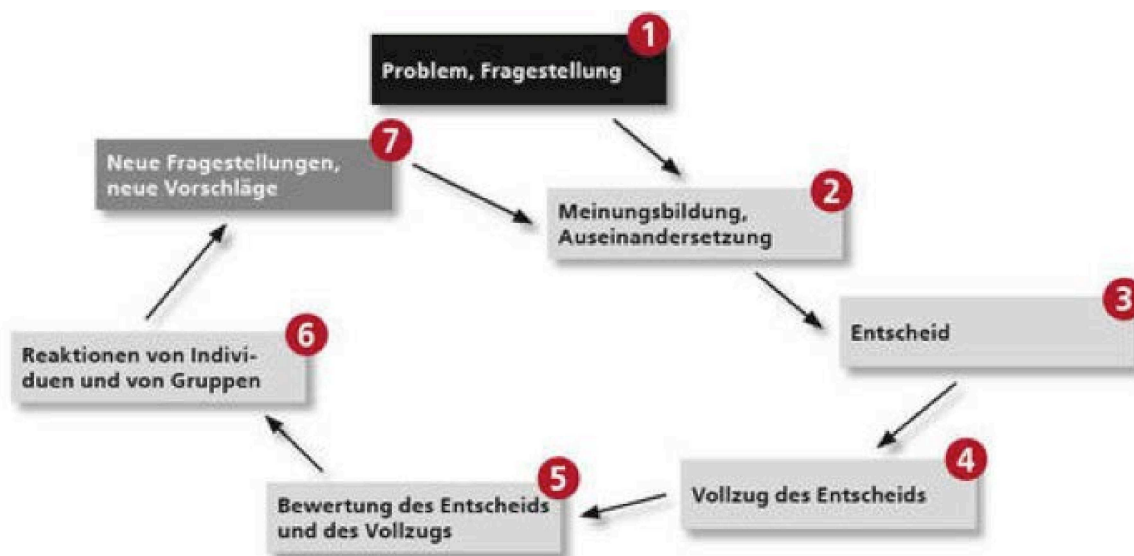 1
Problem, Fragestellung
7
Neue Fragestellungen,
neue Vorschläge
2
Meinungsbildung,
Auseinandersetzung
3
Entscheid
6
Reaktionen von Indivi-
duen und von Gruppen
4
Vollzug des Entscheids
5
Bewertung des Entscheids
und des Vollzugs